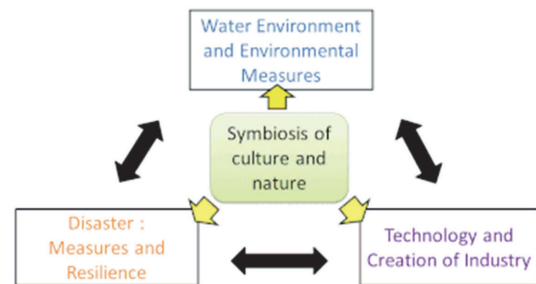 Water Environment
and Environmental
Measures
Symbiosis of
culture and
nature
Disaster :
Measures and
Resilience
Technology and
Creation of Industry